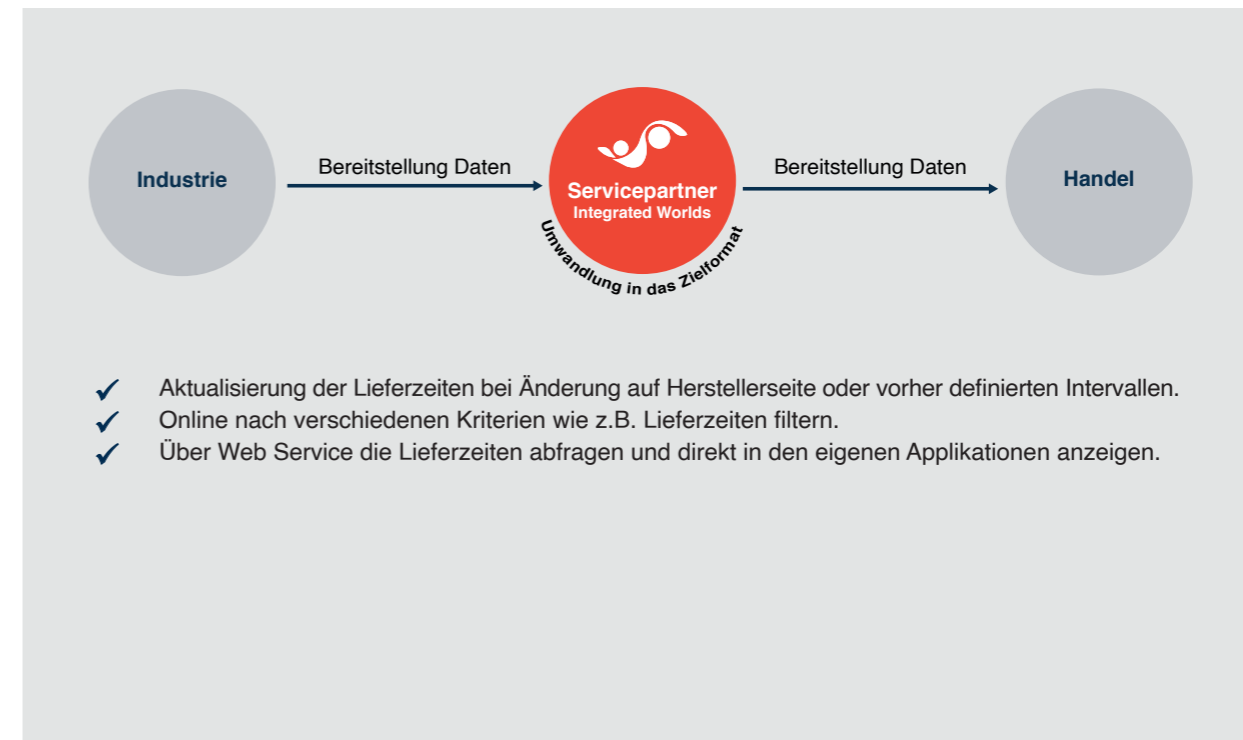 Industrie
Bereitstellung Daten
Servicepartner
Integrated Worlds
Umwandlung in das Zielformat
Bereitstellung Daten
Handel
✓ Aktualisierung der Lieferzeiten bei Änderung auf Herstellerseite oder vorher definierten Intervallen.
✓ Online nach verschiedenen Kriterien wie z.B. Lieferzeiten filtern.
✓ Über Web Service die Lieferzeiten abfragen und direkt in den eigenen Applikationen anzeigen.